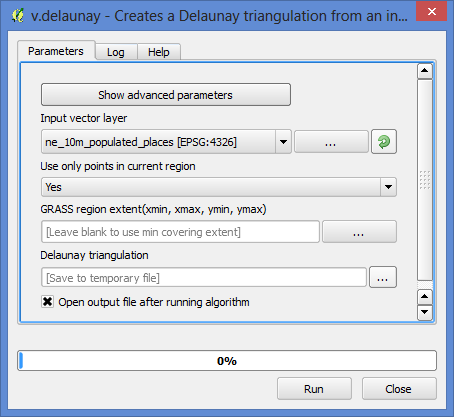 v.delaunay - Creates a Delaunay triangulation from an in...
Parameters Log Help
Show advanced parameters
Input vector layer
ne_10m_populated_places [EPSG:4326] ...
Use only points in current region
Yes
GRASS region extent(xmin, xmax, ymin, ymax)
[Leave blank to use min covering extent] ...
Delaunay triangulation
[Save to temporary file] ...
Open output file after running algorithm
0%
Run Close